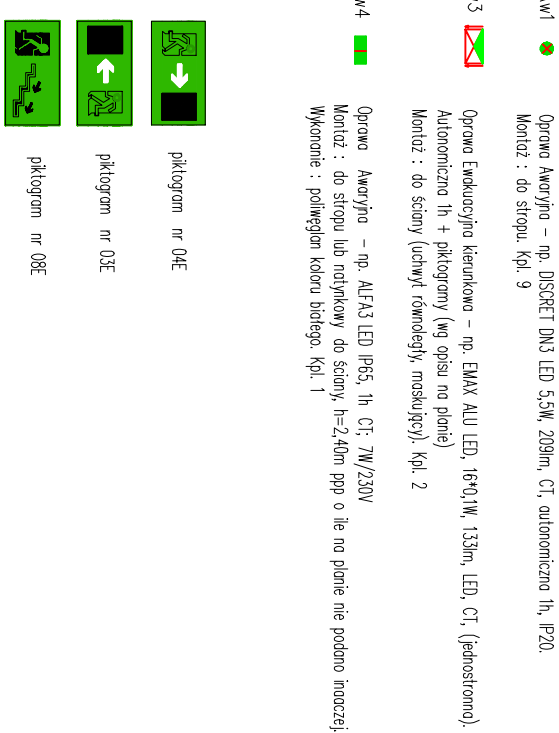 Aw1 Oprawa Awaryjna – np. DISCRET DN3 LED 5,5W, 209lm, CT, autonomiczna 1h, IP20.
Montaż : do stropu. Kpl. 9
Oprawa Ewakuacyjna kierunkowa – np. EMAX ALU LED, 16*0,1W, 133lm, LED, CT, (jednostronna).
Autonomiczna 1h + piktogramy (wg opisu na planie)
Montaż : do ściany (uchwyt równoległy, maskujący). Kpl. 2
w4 Oprawa Awaryjna – np. ALFA3 LED IP65, 1h CT; 7W/230V
Montaż : do stropu lub natynkowy do ściany, h=2,40m ppp o ile na planie nie podano inaaczej.
Wykonanie : poliwęglan koloru białego. Kpl. 1
piktogram nr 04E
piktogram nr 03E
piktogram nr 08E